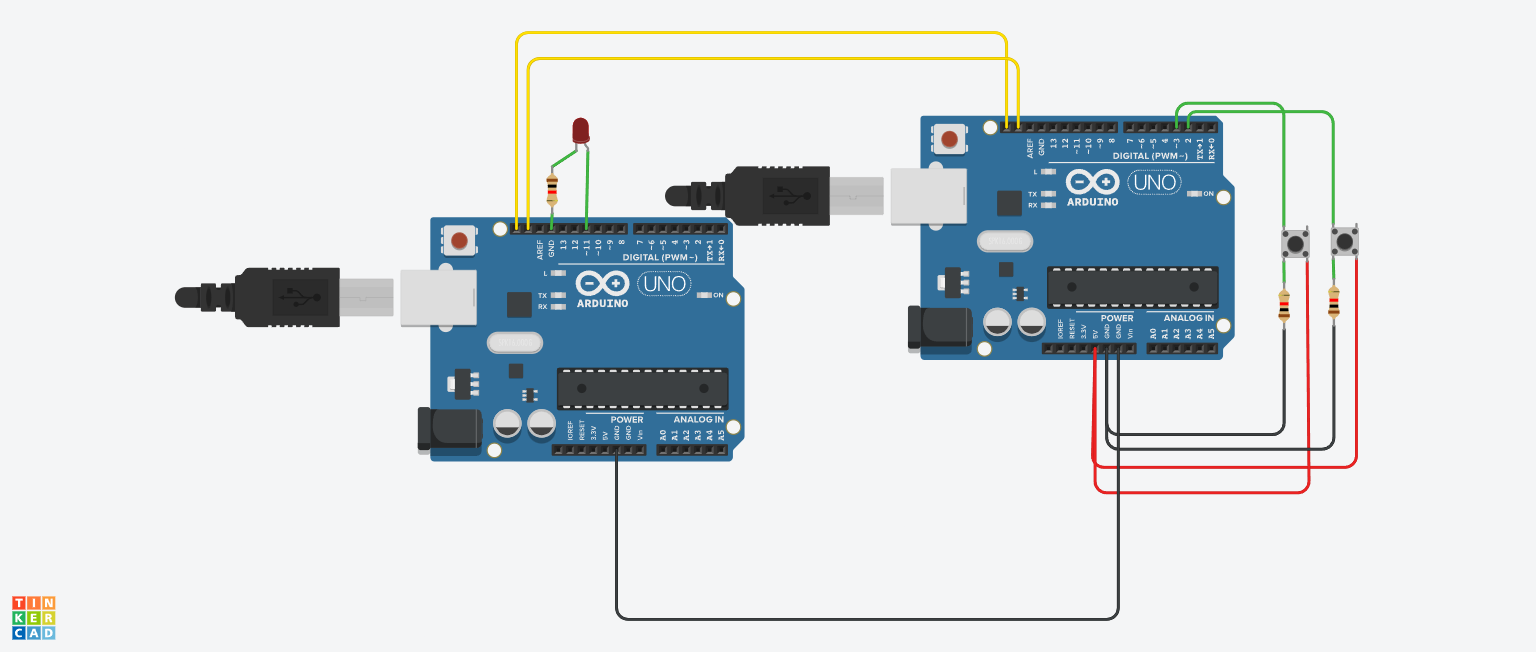 AREF
GND
13
12
~11
~10
~9
8
7
~6
~5
4
~3
2
TX→1
RX←0
DIGITAL (PWM~)
L
TX
RX
ARDUINO
UNO
ON
IOREF
RESET
3.3V
5V
GND
GND
Vin
POWER
ANALOG IN
A0
A1
A2
A3
A4
A5
AREF
GND
13
12
~11
~10
~9
8
7
~6
~5
4
~3
2
TX→1
RX←0
DIGITAL (PWM~)
L
TX
RX
ARDUINO
UNO
ON
POWER
ANALOG IN
IOREF
RESET
3.3V
5V
GND
GND
Vin
A0
A1
A2
A3
A4
A5
TIN
KER
CAD